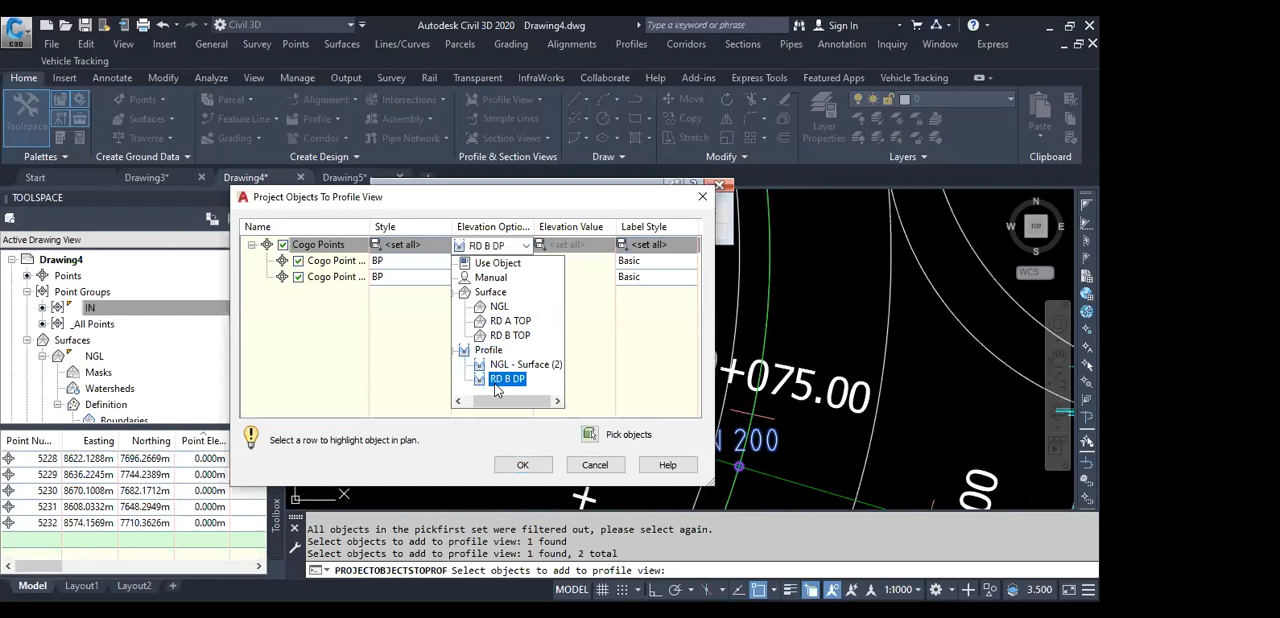 Civil 3D
Autodesk Civil 3D 2020 Drawing4.dwg
Type a keyword or phrase
Sign In
C3D
File Edit View Insert General Survey Points Surfaces Lines/Curves Parcels Grading Alignments Profiles Corridors Sections Pipes Annotation Inquiry Window Express
Vehicle Tracking
Home Insert Annotate Modify Analyze View Manage Output Survey Rail Transparent InfraWorks Collaborate Help Add-ins Express Tools Featured Apps Vehicle Tracking
Toolspace
Points
Surfaces
Traverse
Parcel
Feature Line
Grading
Alignment
Profile
Corridor
Intersections
Assembly
Pipe Network
Profile View
Sample Lines
Section Views
Move
Copy
Stretch
Layer
Properties
0
Paste
Palettes Create Ground Data Create Design Profile & Section Views Draw Modify Layers Clipboard
Start Drawing3* Drawing4* Drawing5*
TOOLSPACE
Active Drawing View
Drawing4
Points
Point Groups
IN
_All Points
Surfaces
NGL
Masks
Watersheds
Definition
Boundaries
Point Nu... Easting Northing Point Ele...
5228 8622.1288m 7696.2669m 0.000m
5229 8636.1521m 7744.2389m 0.000m
5230 8670.1008m 7682.1712m 0.000m
5231 8608.0332m 7648.2949m 0.000m
5232 8574.1569m 7710.3626m 0.000m
Toolbox
Project Objects To Profile View
Name Style Elevation Optio... Elevation Value Label Style
Cogo Points <set all> RD B DP <set all> <set all>
Cogo Point ... BP Basic
Cogo Point ... BP Basic
Use Object
Manual
Surface
NGL
RD A TOP
RD B TOP
Profile
NGL - Surface (2)
RD B DP
Select a row to highlight object in plan.
Pick objects
OK Cancel Help
+075.00
N 200
00
N
W
TOP
E
S
WCS
All objects in the pickfirst set were filtered out, please select again.
Select objects to add to profile view: 1 found
Select objects to add to profile view: 1 found, 2 total
PROJECTOBJECTSTOPROF Select objects to add to profile view:
Model Layout1 Layout2 +
MODEL
1:1000
3.500